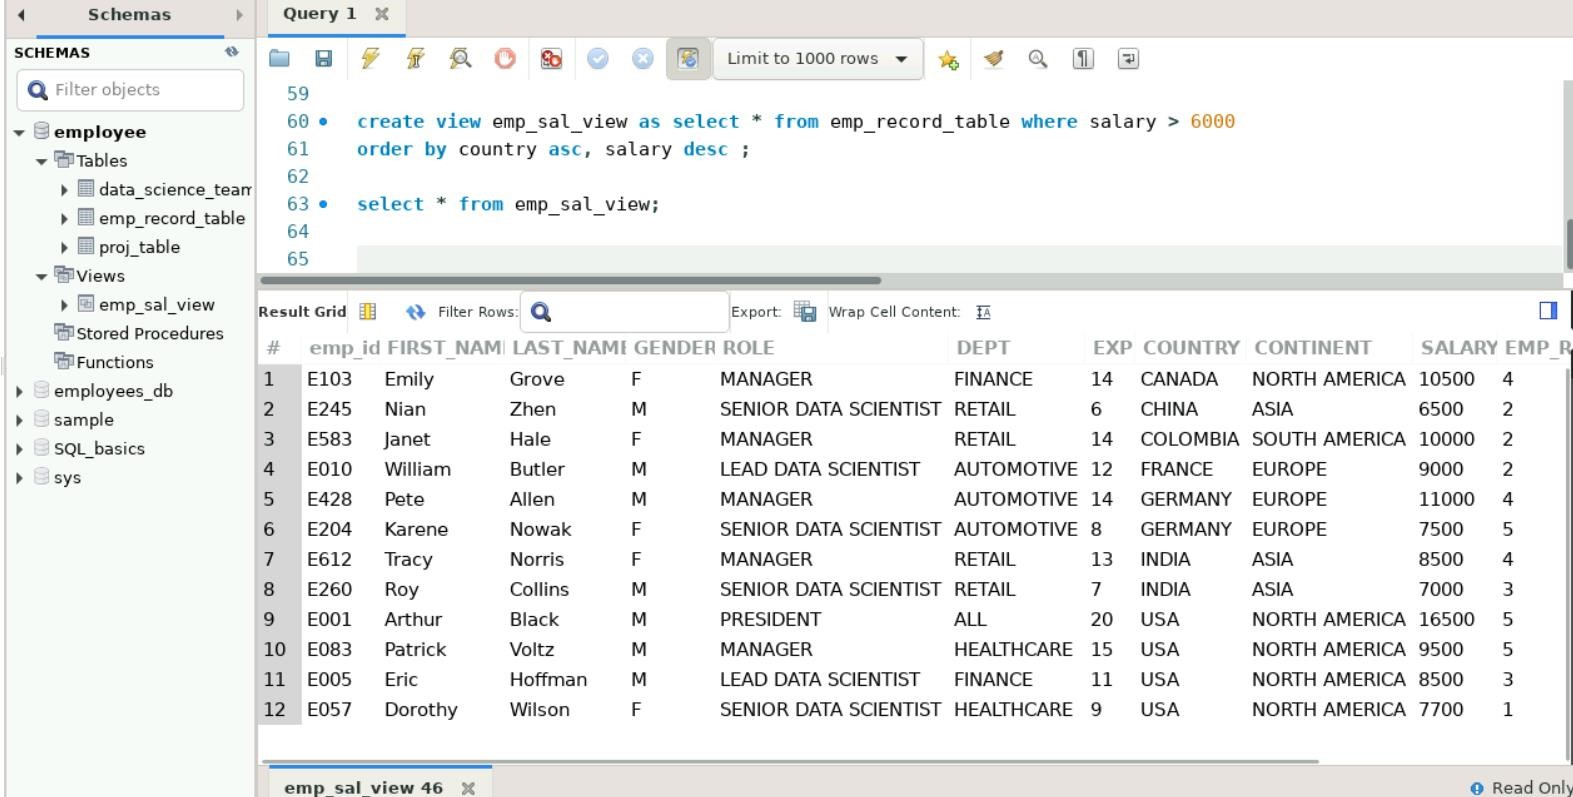 Schemas
Query 1
SCHEMAS
Filter objects
employee
Tables
data_science_team
emp_record_table
proj_table
Views
emp_sal_view
Stored Procedures
Functions
employees_db
sample
SQL_basics
sys
Limit to 1000 rows
59
60 create view emp_sal_view as select * from emp_record_table where salary > 6000
61 order by country asc, salary desc ;
62
63 select * from emp_sal_view;
64
65
Result Grid Filter Rows: Export: Wrap Cell Content:
# emp_id FIRST_NAM LAST_NAME GENDER ROLE DEPT EXP COUNTRY CONTINENT SALARY EMP_R
1 E103 Emily Grove F MANAGER FINANCE 14 CANADA NORTH AMERICA 10500 4
2 E245 Nian Zhen M SENIOR DATA SCIENTIST RETAIL 6 CHINA ASIA 6500 2
3 E583 Janet Hale F MANAGER RETAIL 14 COLOMBIA SOUTH AMERICA 10000 2
4 E010 William Butler M LEAD DATA SCIENTIST AUTOMOTIVE 12 FRANCE EUROPE 9000 2
5 E428 Pete Allen M MANAGER AUTOMOTIVE 14 GERMANY EUROPE 11000 4
6 E204 Karene Nowak F SENIOR DATA SCIENTIST AUTOMOTIVE 8 GERMANY EUROPE 7500 5
7 E612 Tracy Norris F MANAGER RETAIL 13 INDIA ASIA 8500 4
8 E260 Roy Collins M SENIOR DATA SCIENTIST RETAIL 7 INDIA ASIA 7000 3
9 E001 Arthur Black M PRESIDENT ALL 20 USA NORTH AMERICA 16500 5
10 E083 Patrick Voltz M MANAGER HEALTHCARE 15 USA NORTH AMERICA 9500 5
11 E005 Eric Hoffman M LEAD DATA SCIENTIST FINANCE 11 USA NORTH AMERICA 8500 3
12 E057 Dorothy Wilson F SENIOR DATA SCIENTIST HEALTHCARE 9 USA NORTH AMERICA 7700 1
emp_sal_view 46
Read Only